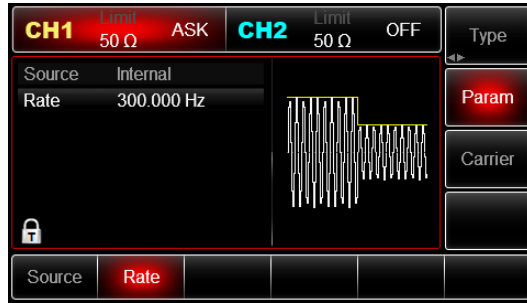 CH1 Limit 50 Ω ASK CH2 Limit 50 Ω OFF
Type
Source Internal
Rate 300.000 Hz
Param
Carrier
T
Source Rate